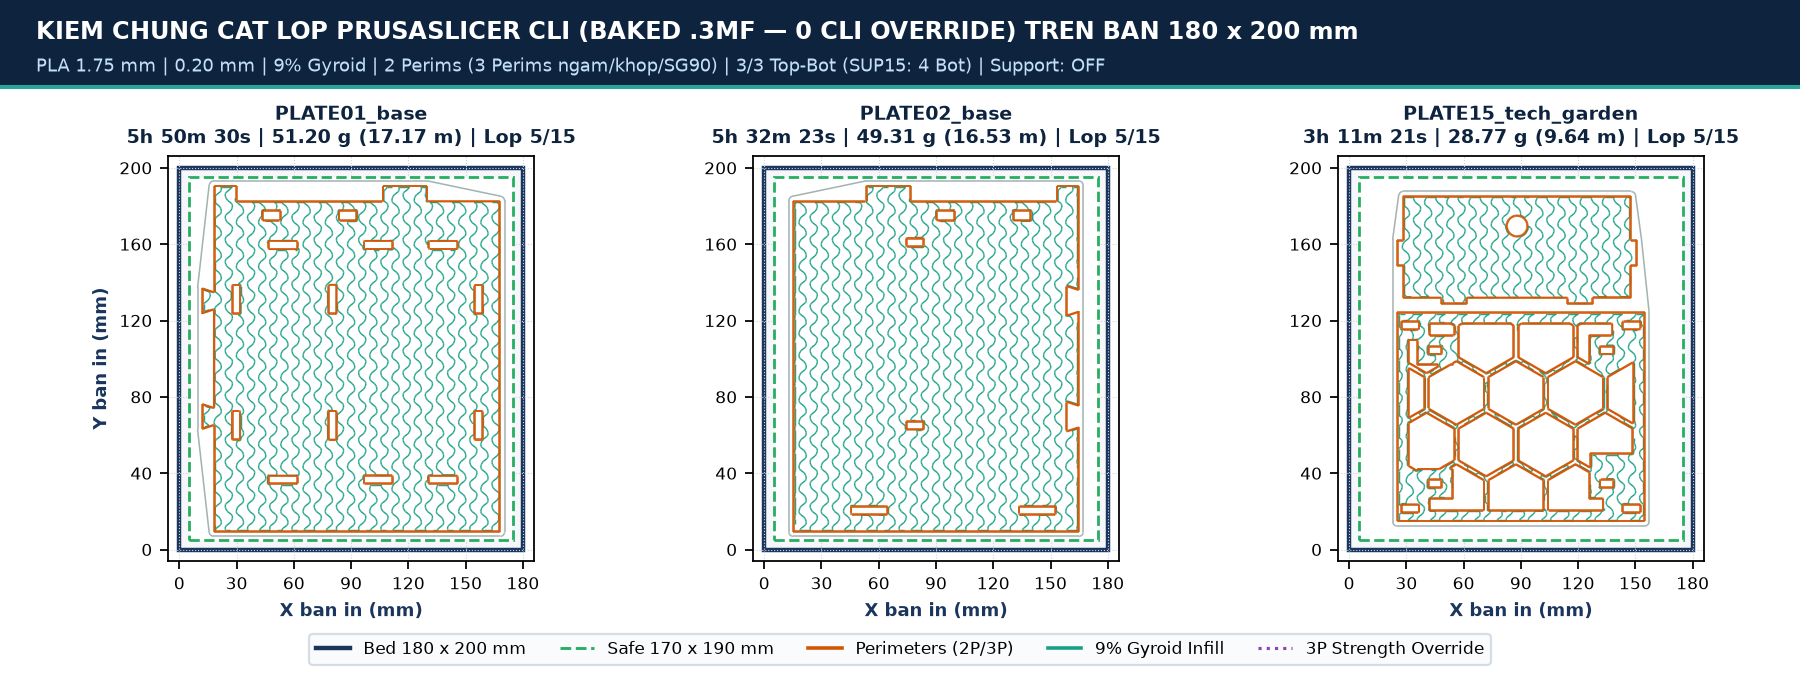 KIEM CHUNG CAT LOP PRUSASLICER CLI (BAKED .3MF — 0 CLI OVERRIDE) TREN BAN 180 x 200 mm
PLA 1.75 mm | 0.20 mm | 9% Gyroid | 2 Perims (3 Perims ngam/khop/SG90) | 3/3 Top-Bot (SUP15: 4 Bot) | Support: OFF
PLATE01_base
5h 50m 30s | 51.20 g (17.17 m) | Lop 5/15
200
160
120
80
40
0
Y ban in (mm)
0 30 60 90 120 150 180
X ban in (mm)
PLATE02_base
5h 32m 23s | 49.31 g (16.53 m) | Lop 5/15
200
160
120
80
40
0
0 30 60 90 120 150 180
X ban in (mm)
PLATE15_tech_garden
3h 11m 21s | 28.77 g (9.64 m) | Lop 5/15
200
160
120
80
40
0
0 30 60 90 120 150 180
X ban in (mm)
Bed 180 x 200 mm
Safe 170 x 190 mm
Perimeters (2P/3P)
9% Gyroid Infill
3P Strength Override